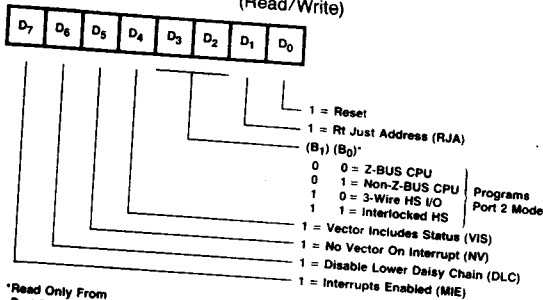 (Read/Write)
D7 D6 D5 D4 D3 D2 D1 D0
1 = Reset
1 = Rt Just Address (RJA)
(B1) (B0)*
0 0 = Z-BUS CPU
0 1 = Non-Z-BUS CPU
1 0 = 3-Wire HS I/O
1 1 = Interlocked HS
Programs
Port 2 Mode
1 = Vector Includes Status (VIS)
1 = No Vector On Interrupt (NV)
1 = Disable Lower Daisy Chain (DLC)
1 = Interrupts Enabled (MIE)
*Read Only From